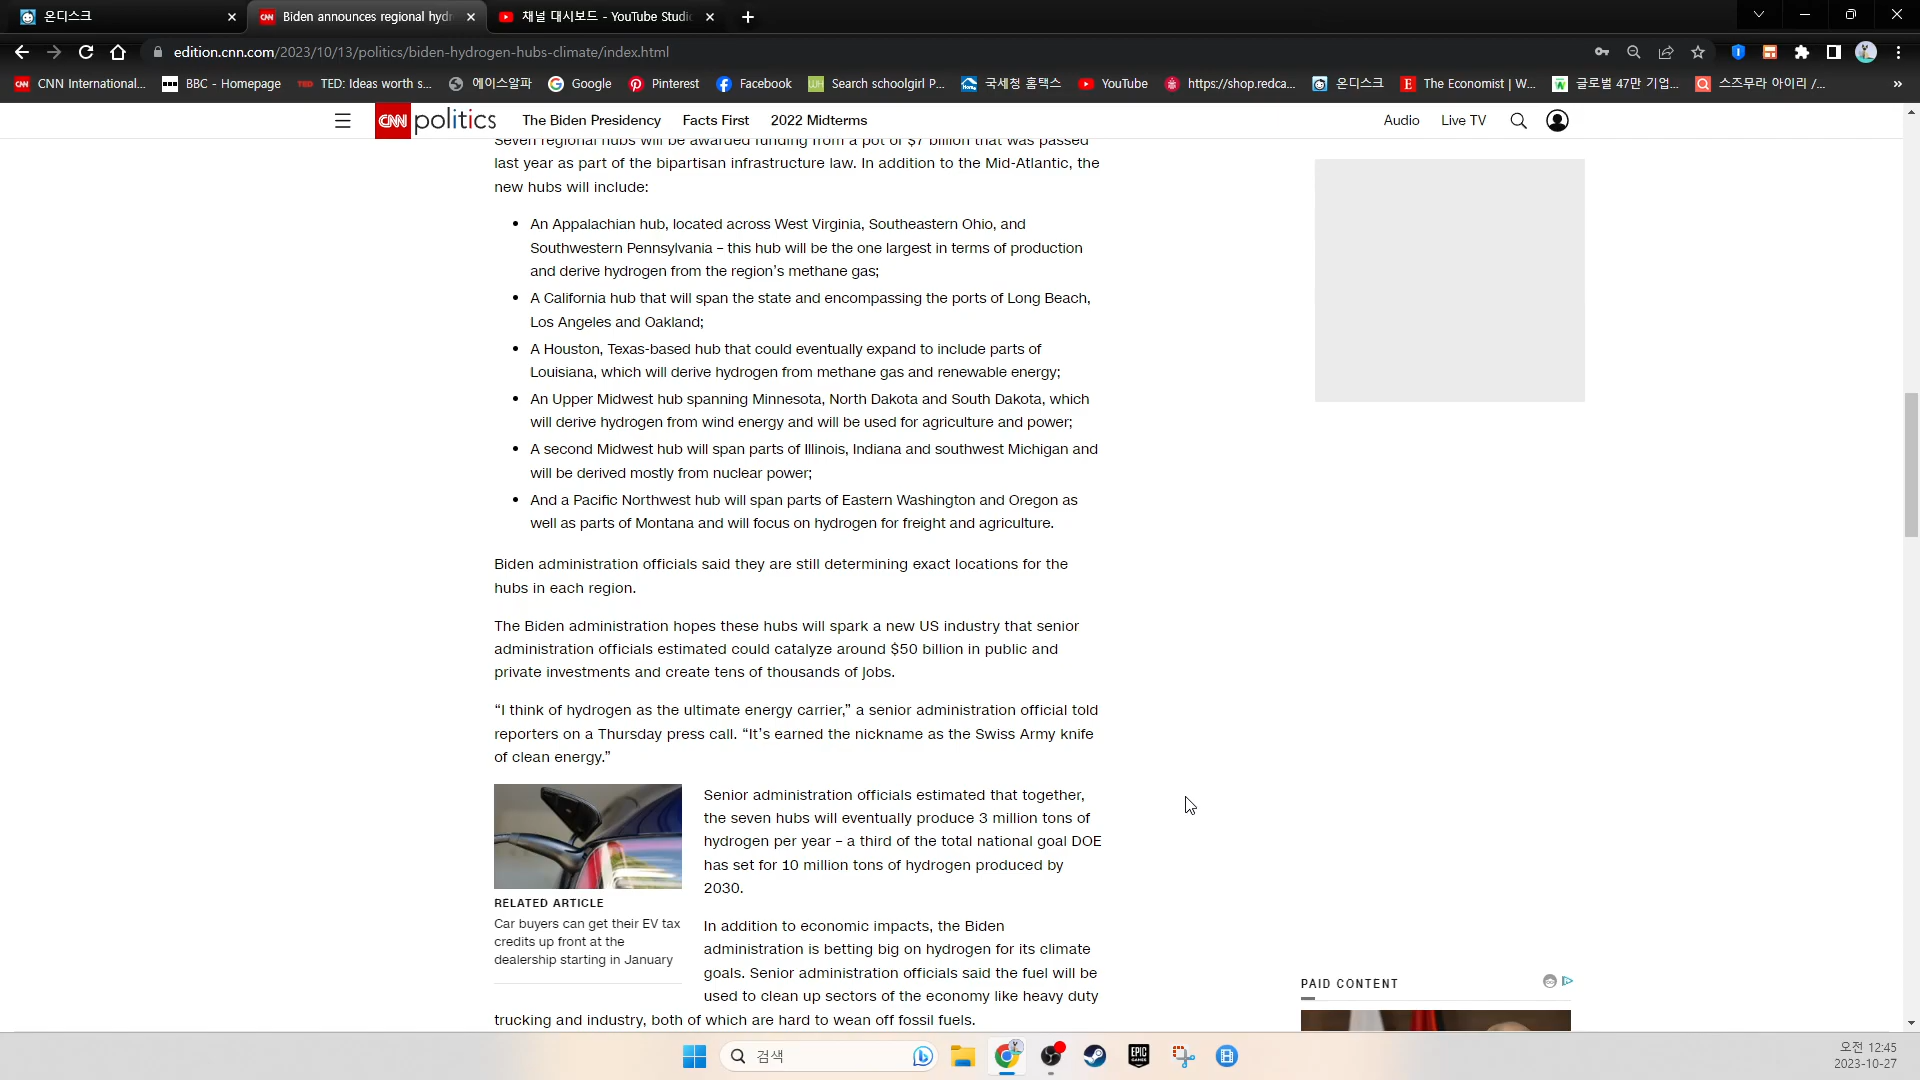 온디스크
Biden announces regional hydr
채널 대시보드 - YouTube Studi
edition.cnn.com/2023/10/13/politics/biden-hydrogen-hubs-climate/index.html
CNN International...
BBC - Homepage
TED: Ideas worth s...
에이스알파
Google
Pinterest
Facebook
Search schoolgirl P...
국세청 홈택스
YouTube
https://shop.redca...
온디스크
The Economist | W...
글로벌 47만 기업...
스즈무라 아이리 /...
»
CNN politics
The Biden Presidency
Facts First
2022 Midterms
Audio
Live TV
Seven regional hubs will be awarded funding from a pot of $7 billion that was passed
last year as part of the bipartisan infrastructure law. In addition to the Mid-Atlantic, the
new hubs will include:
• An Appalachian hub, located across West Virginia, Southeastern Ohio, and
Southwestern Pennsylvania – this hub will be the one largest in terms of production
and derive hydrogen from the region’s methane gas;
• A California hub that will span the state and encompassing the ports of Long Beach,
Los Angeles and Oakland;
• A Houston, Texas-based hub that could eventually expand to include parts of
Louisiana, which will derive hydrogen from methane gas and renewable energy;
• An Upper Midwest hub spanning Minnesota, North Dakota and South Dakota, which
will derive hydrogen from wind energy and will be used for agriculture and power;
• A second Midwest hub will span parts of Illinois, Indiana and southwest Michigan and
will be derived mostly from nuclear power;
• And a Pacific Northwest hub will span parts of Eastern Washington and Oregon as
well as parts of Montana and will focus on hydrogen for freight and agriculture.
Biden administration officials said they are still determining exact locations for the
hubs in each region.
The Biden administration hopes these hubs will spark a new US industry that senior
administration officials estimated could catalyze around $50 billion in public and
private investments and create tens of thousands of jobs.
“I think of hydrogen as the ultimate energy carrier,” a senior administration official told
reporters on a Thursday press call. “It’s earned the nickname as the Swiss Army knife
of clean energy.”
RELATED ARTICLE
Car buyers can get their EV tax
credits up front at the
dealership starting in January
Senior administration officials estimated that together,
the seven hubs will eventually produce 3 million tons of
hydrogen per year – a third of the total national goal DOE
has set for 10 million tons of hydrogen produced by
2030.
In addition to economic impacts, the Biden
administration is betting big on hydrogen for its climate
goals. Senior administration officials said the fuel will be
used to clean up sectors of the economy like heavy duty
trucking and industry, both of which are hard to wean off fossil fuels.
PAID CONTENT
검색
EPIC
GAMES
오전 12:45
2023-10-27